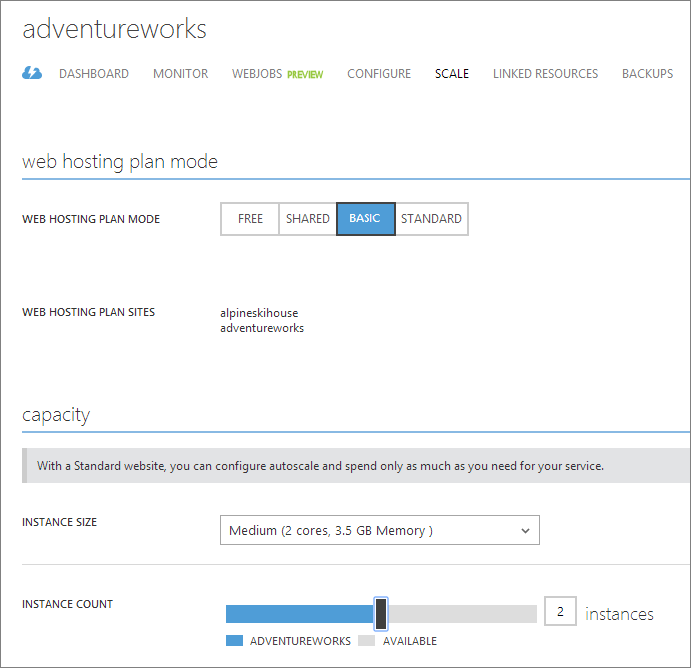 adventureworks
DASHBOARD MONITOR WEBJOBS PREVIEW CONFIGURE SCALE LINKED RESOURCES BACKUPS
web hosting plan mode
WEB HOSTING PLAN MODE FREE SHARED BASIC STANDARD
WEB HOSTING PLAN SITES alpineskihouse
adventureworks
capacity
With a Standard website, you can configure autoscale and spend only as much as you need for your service.
INSTANCE SIZE Medium (2 cores, 3.5 GB Memory )
INSTANCE COUNT 2 instances
ADVENTUREWORKS AVAILABLE